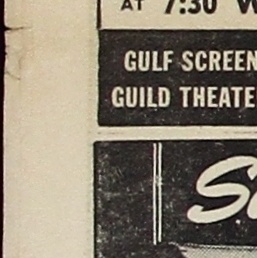 AT 7:30 W
GULF SCREEN
GUILD THEATE
S